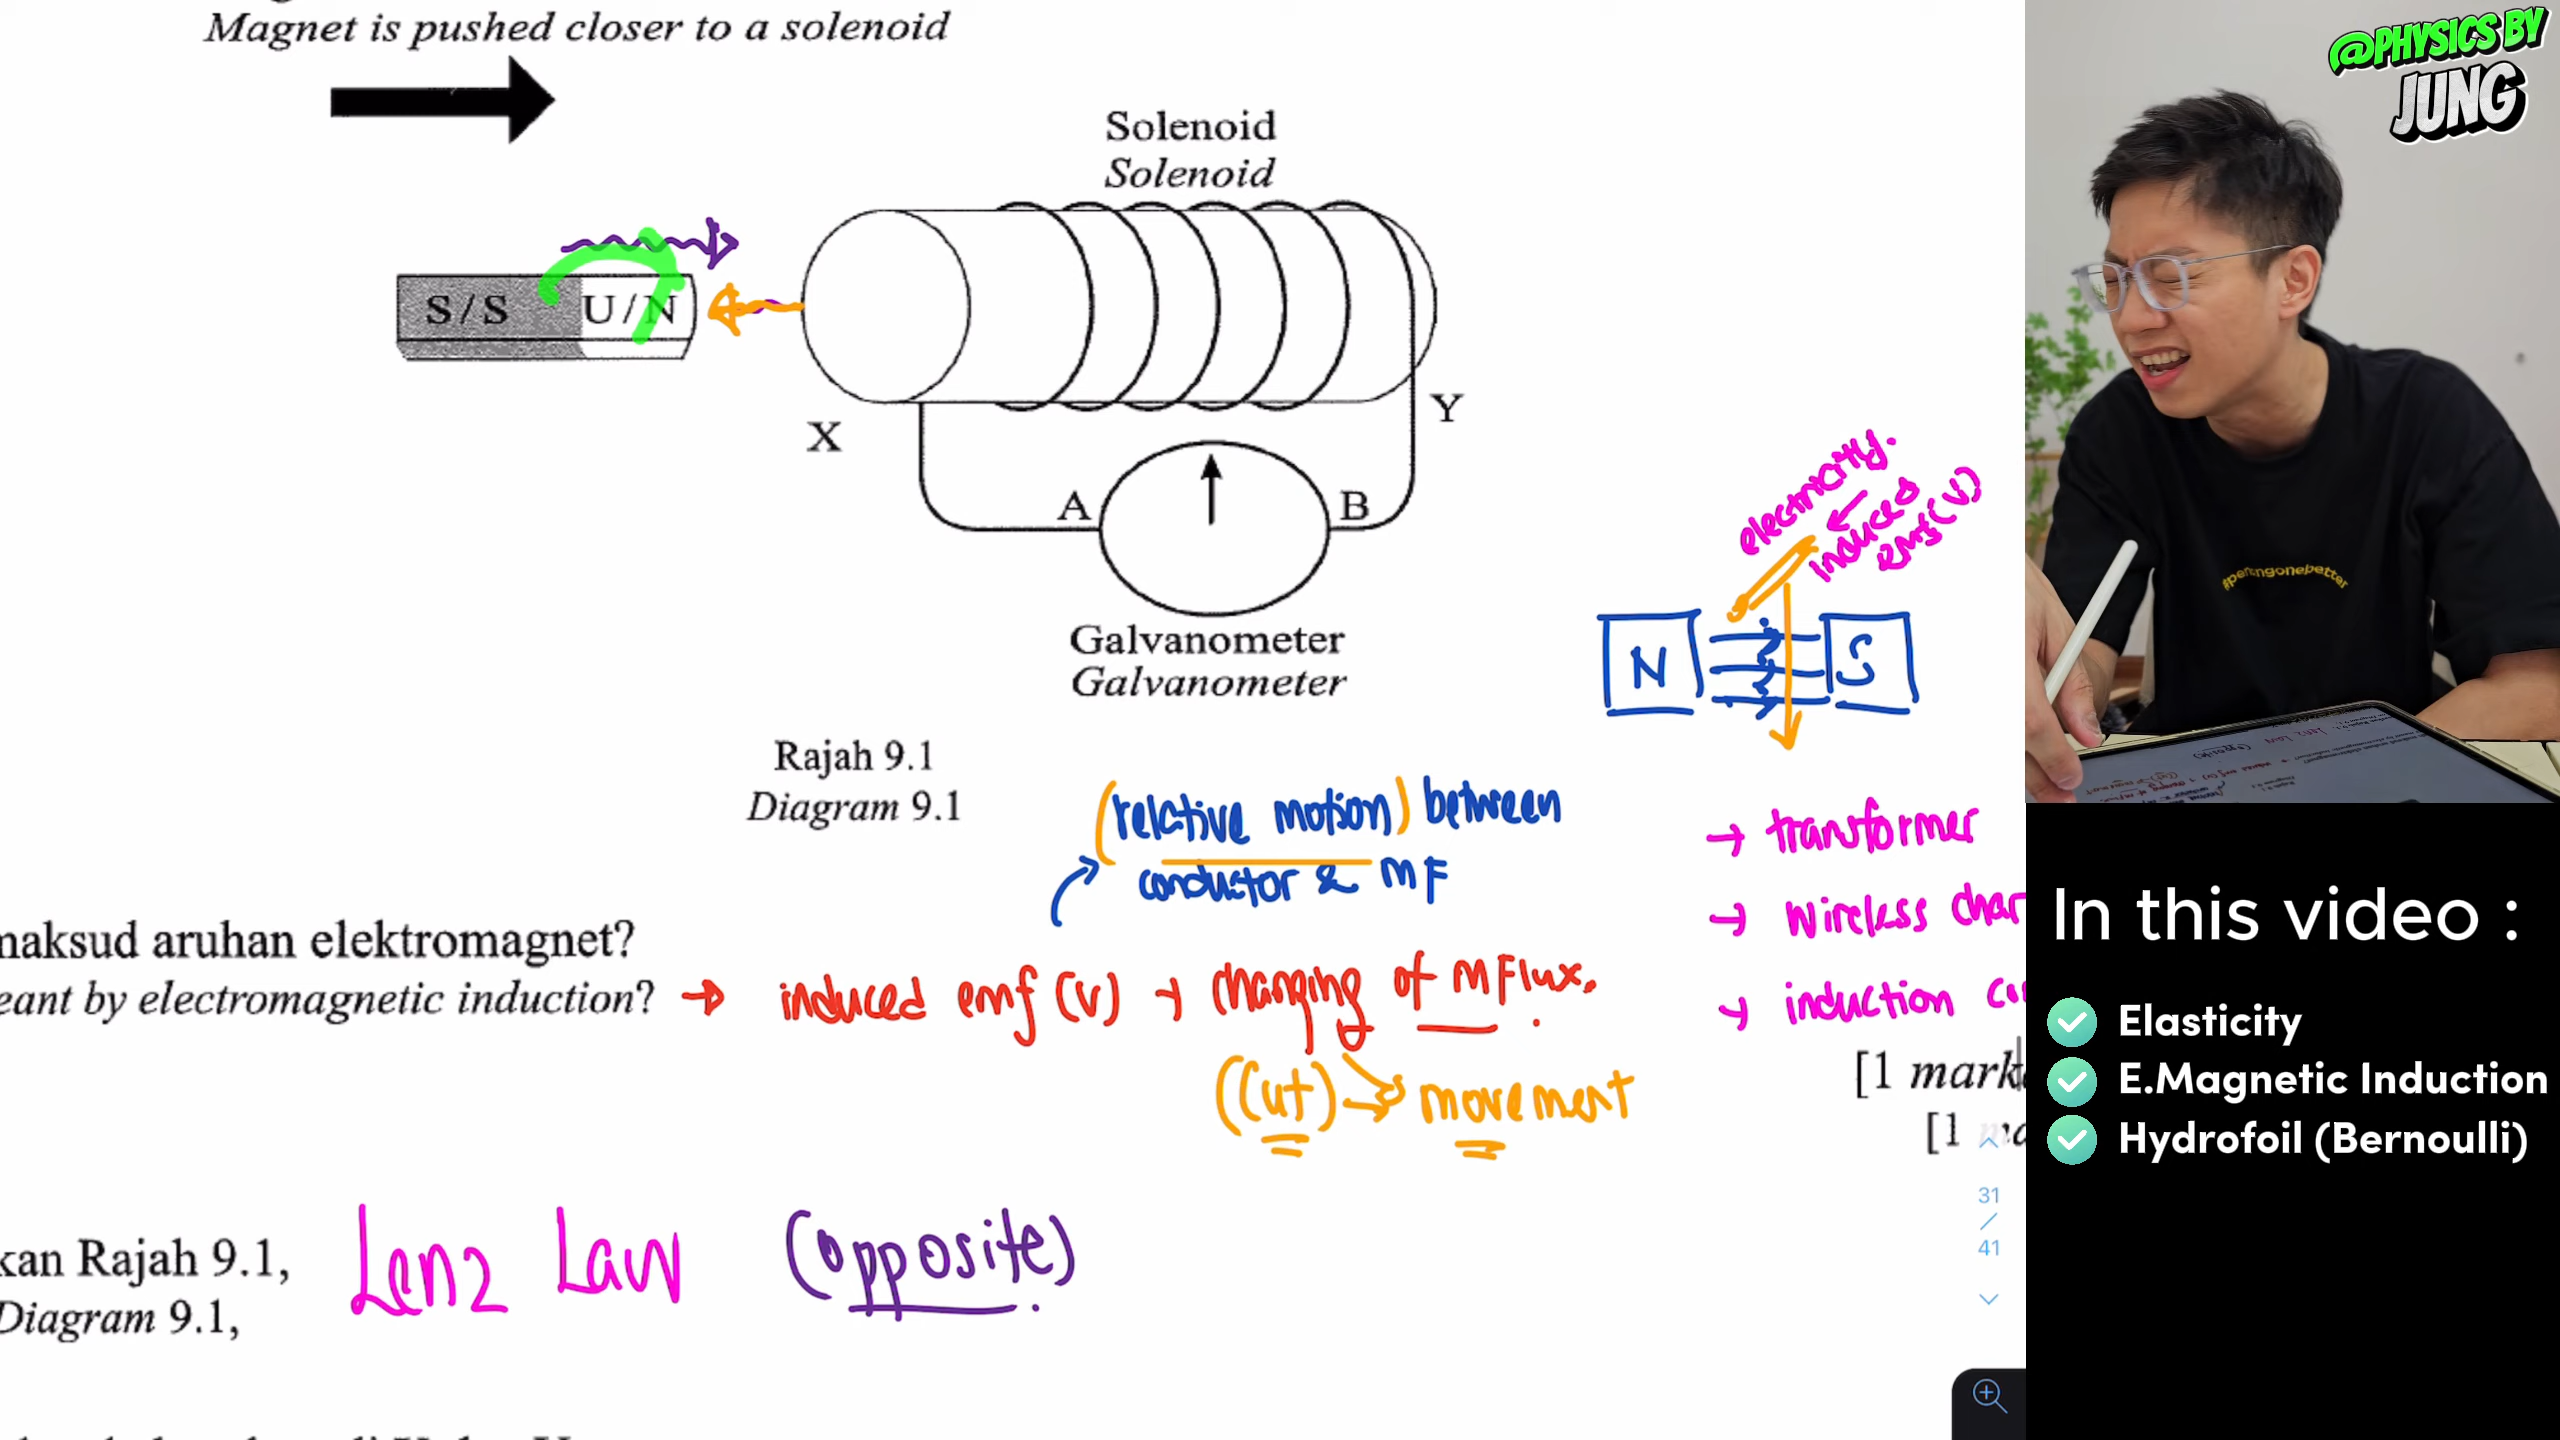 Magnet is pushed closer to a solenoid
@PHYSICS BY
JUNG
Solenoid
Solenoid
S/S U/N
X
Y
A
B
Galvanometer
Galvanometer
electricity.
induced
emf(V)
N
S
#perjungonebetter
Rajah 9.1
Diagram 9.1
(relative motion) between
conductor & MF
→ transformer
→ wireless char
→ induction co
maksud aruhan elektromagnet?
eant by electromagnetic induction? → induced emf (V) → changing of M Flux.
(Cut) → movement
[1 mark
[1
31
/
41
kan Rajah 9.1,
Diagram 9.1,
Lenz Law (opposite)
In this video :
Elasticity
E.Magnetic Induction
Hydrofoil (Bernoulli)